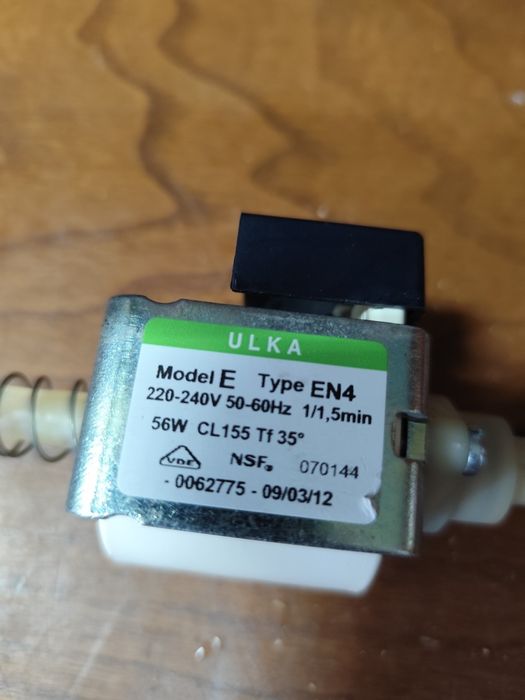 ULKA
Model E Type EN4
220-240V 50-60Hz 1/1,5min
56W CL155 Tf 35°
VDE NSF® 070144
- 0062775 - 09/03/12